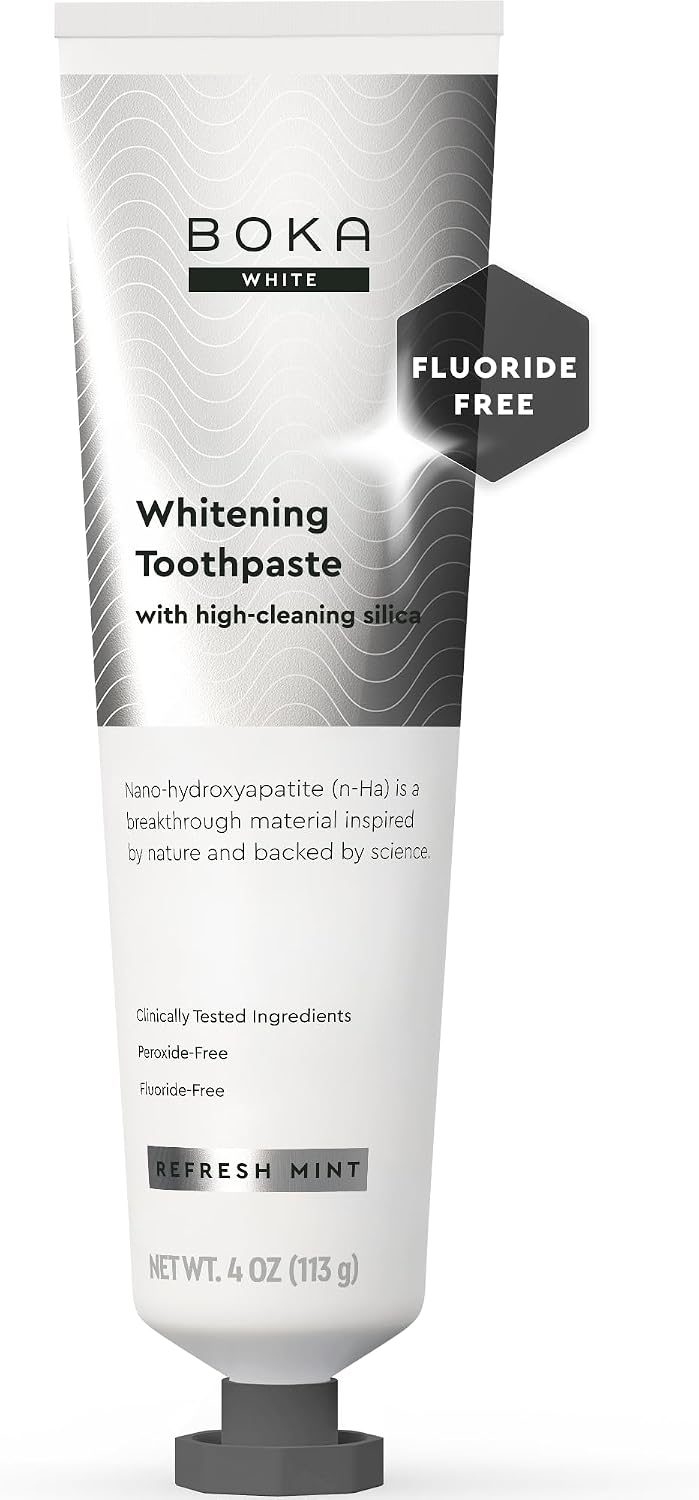 BOKA
WHITE
FLUORIDE
FREE
Whitening
Toothpaste
with high-cleaning silica
Nano-hydroxyapatite (n-Ha) is a
breakthrough material inspired
by nature and backed by science.
Clinically Tested Ingredients
Peroxide-Free
Fluoride-Free
REFRESH MINT
NET WT. 4 OZ (113 g)